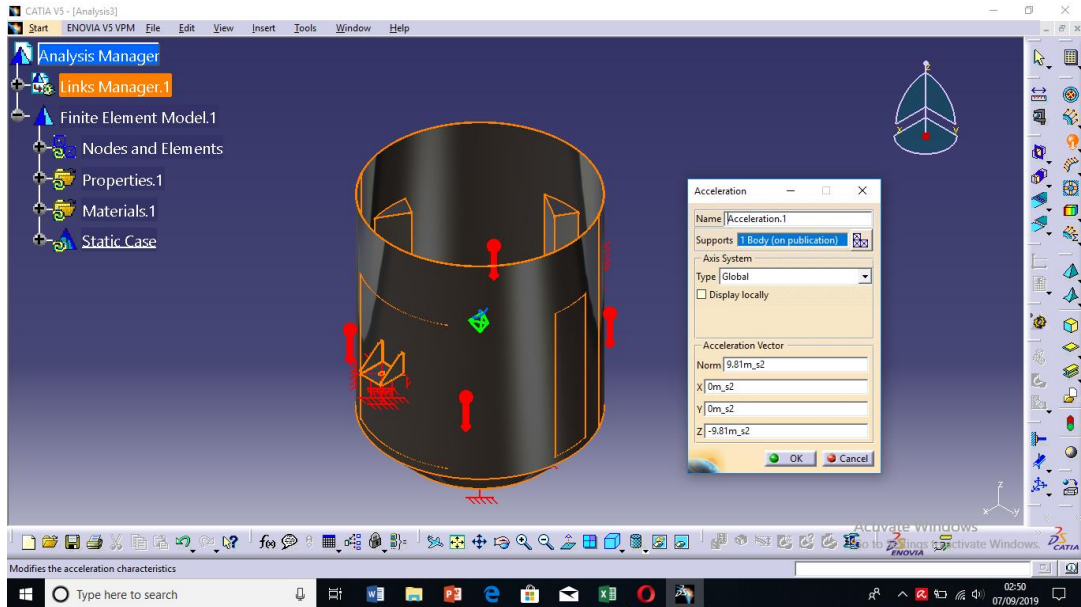 CATIA V5 - [Analysis3]
Start ENOVIA V5 VPM File Edit View Insert Tools Window Help
Analysis Manager
Links Manager.1
Finite Element Model.1
Nodes and Elements
Properties.1
Materials.1
Static Case
z
x
y
Acceleration
Name Acceleration.1
Supports 1 Body (on publication)
Axis System
Type Global
Display locally
Acceleration Vector
Norm 9.81m_s2
X 0m_s2
Y 0m_s2
Z -9.81m_s2
OK Cancel
z
x
y
Activate Windows
Go to Settings to activate Windows.
f(x)
ENOVIA
CATIA
Modifies the acceleration characteristics
Type here to search
02:50
07/09/2019